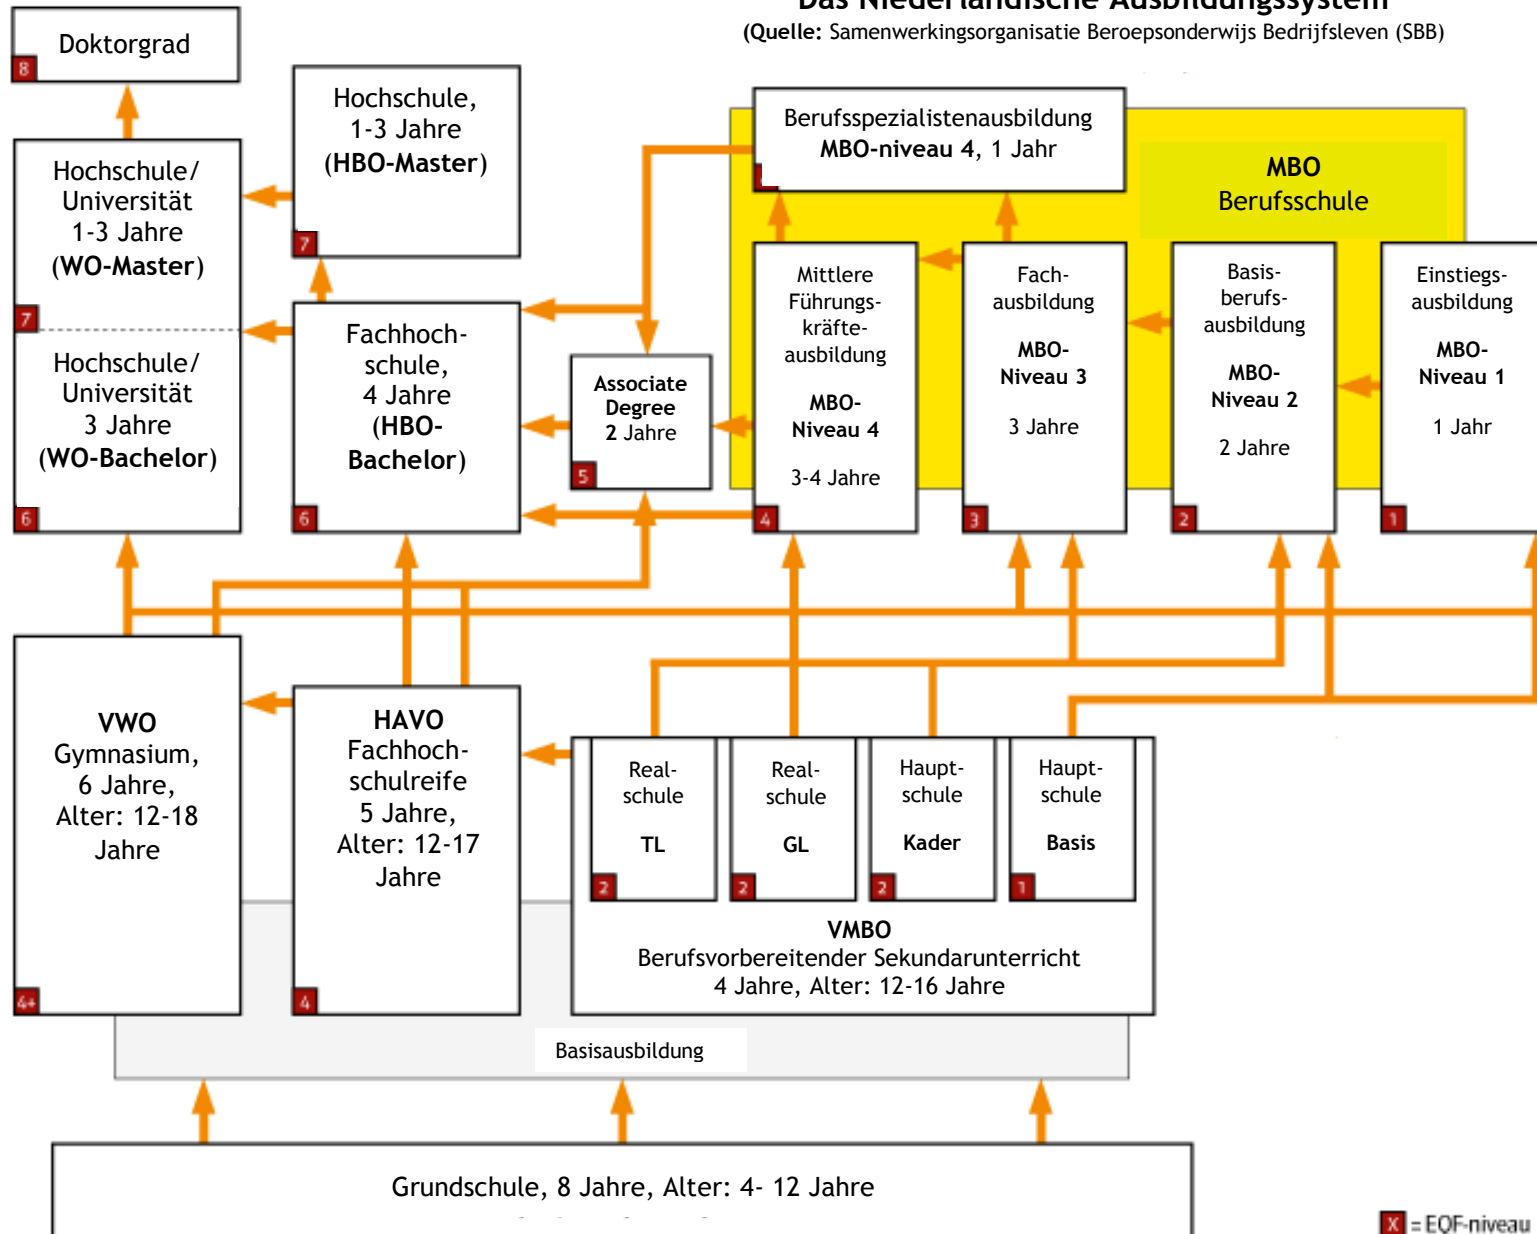 Das Niederländische Ausbildungssystem
(Quelle: Samenwerkingsorganisatie Beroepsonderwijs Bedrijfsleven (SBB)
Doktorgrad
8
Hochschule,
1-3 Jahre
(HBO-Master)
7
Hochschule/
Universität
1-3 Jahre
(WO-Master)
7
Hochschule/
Universität
3 Jahre
(WO-Bachelor)
6
Fachhoch-
schule,
4 Jahre
(HBO-
Bachelor)
6
Associate
Degree
2 Jahre
5
Berufsspezialistenausbildung
MBO-niveau 4, 1 Jahr
MBO
Berufsschule
Mittlere
Führungs-
kräfte-
ausbildung
MBO-
Niveau 4
3-4 Jahre
4
Fach-
ausbildung
MBO-
Niveau 3
3 Jahre
3
Basis-
berufs-
ausbildung
MBO-
Niveau 2
2 Jahre
2
Einstiegs-
ausbildung
MBO-
Niveau 1
1 Jahr
1
VWO
Gymnasium,
6 Jahre,
Alter: 12-18
Jahre
4+
HAVO
Fachhoch-
schulreife
5 Jahre,
Alter: 12-17
Jahre
4
Real-
schule
TL
2
Real-
schule
GL
2
Haupt-
schule
Kader
2
Haupt-
schule
Basis
1
VMBO
Berufsvorbereitender Sekundarunterricht
4 Jahre, Alter: 12-16 Jahre
Basisausbildung
Grundschule, 8 Jahre, Alter: 4- 12 Jahre
X = EQF-niveau